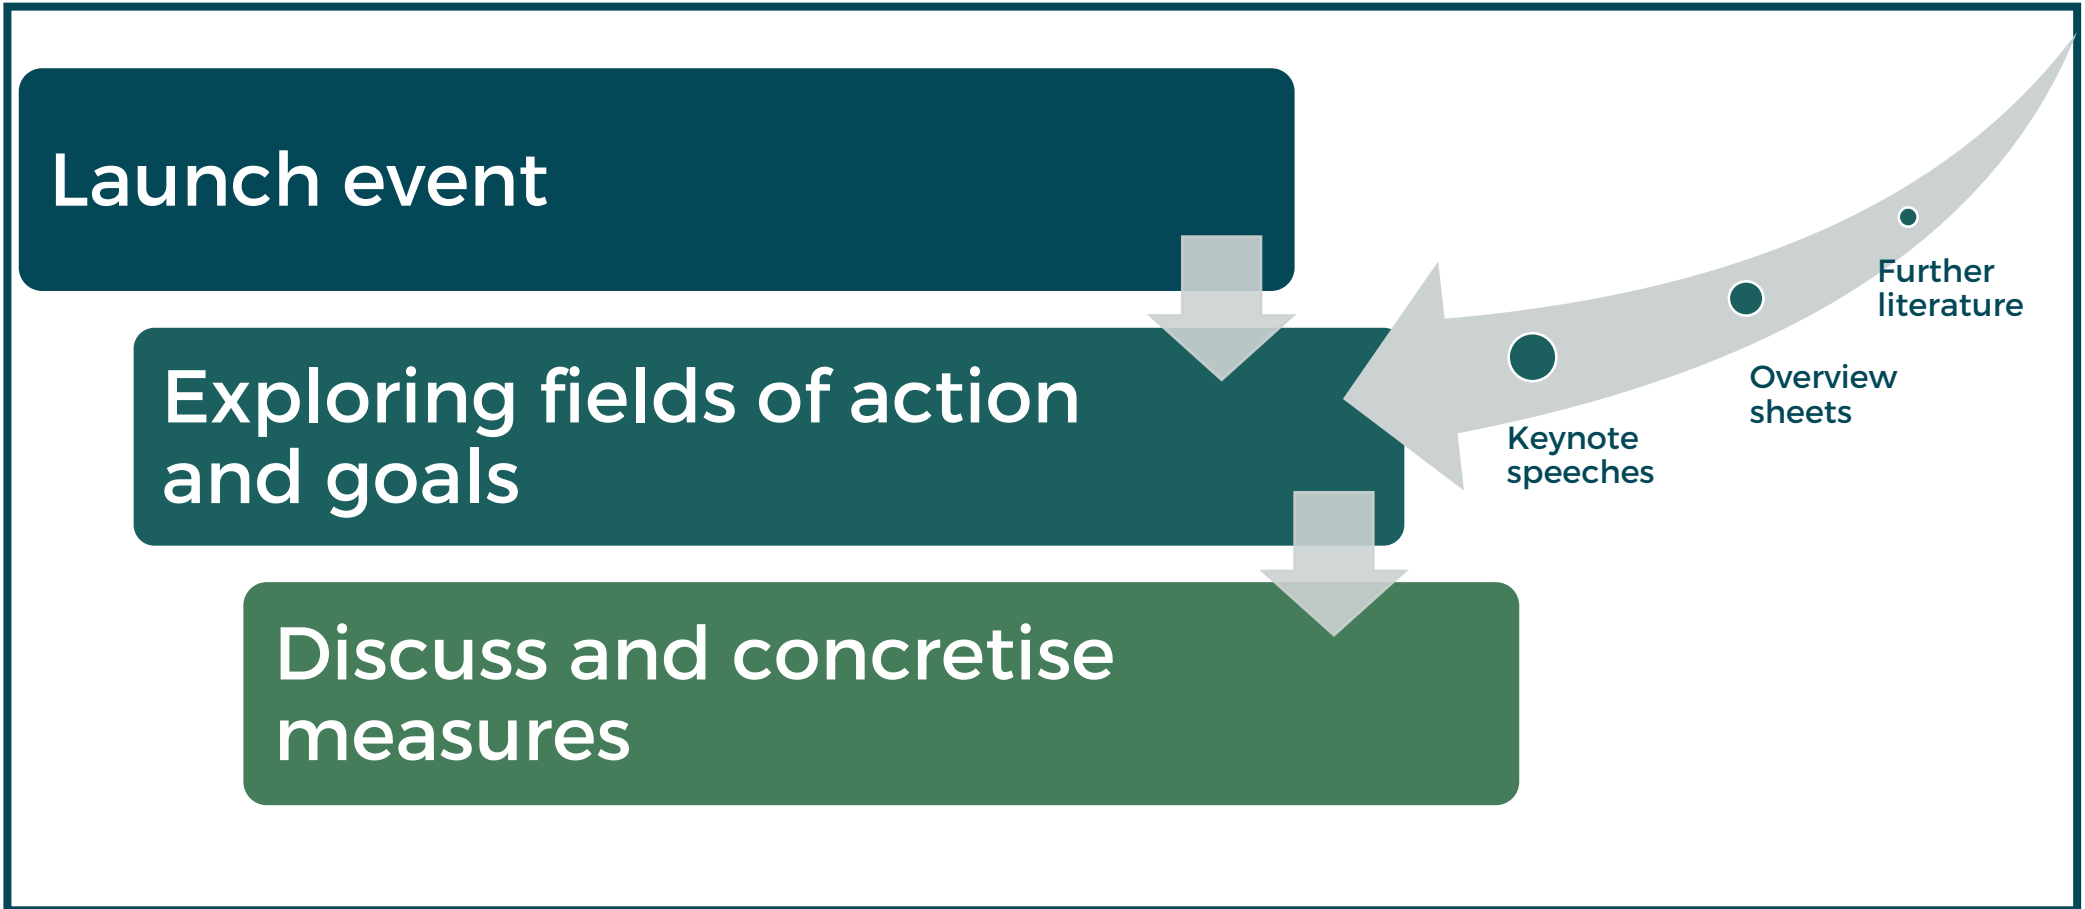 Launch event
Exploring fields of action
and goals
Discuss and concretise
measures
Keynote
speeches
Overview
sheets
Further
literature